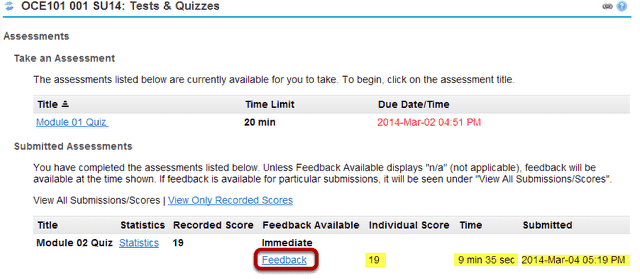 OCE101 001 SU14: Tests & Quizzes
Assessments
Take an Assessment
The assessments listed below are currently available for you to take. To begin, click on the assessment title.
Title Time Limit Due Date/Time
Module 01 Quiz 20 min 2014-Mar-02 04:51 PM
Submitted Assessments
You have completed the assessments listed below. Unless Feedback Available displays "n/a" (not applicable), feedback will be
available at the time shown. If feedback is available for particular submissions, it will be seen under "View All Submissions/Scores".
View All Submissions/Scores | View Only Recorded Scores
Title Statistics Recorded Score Feedback Available Individual Score Time Submitted
Module 02 Quiz Statistics 19 Immediate
Feedback 19 9 min 35 sec 2014-Mar-04 05:19 PM